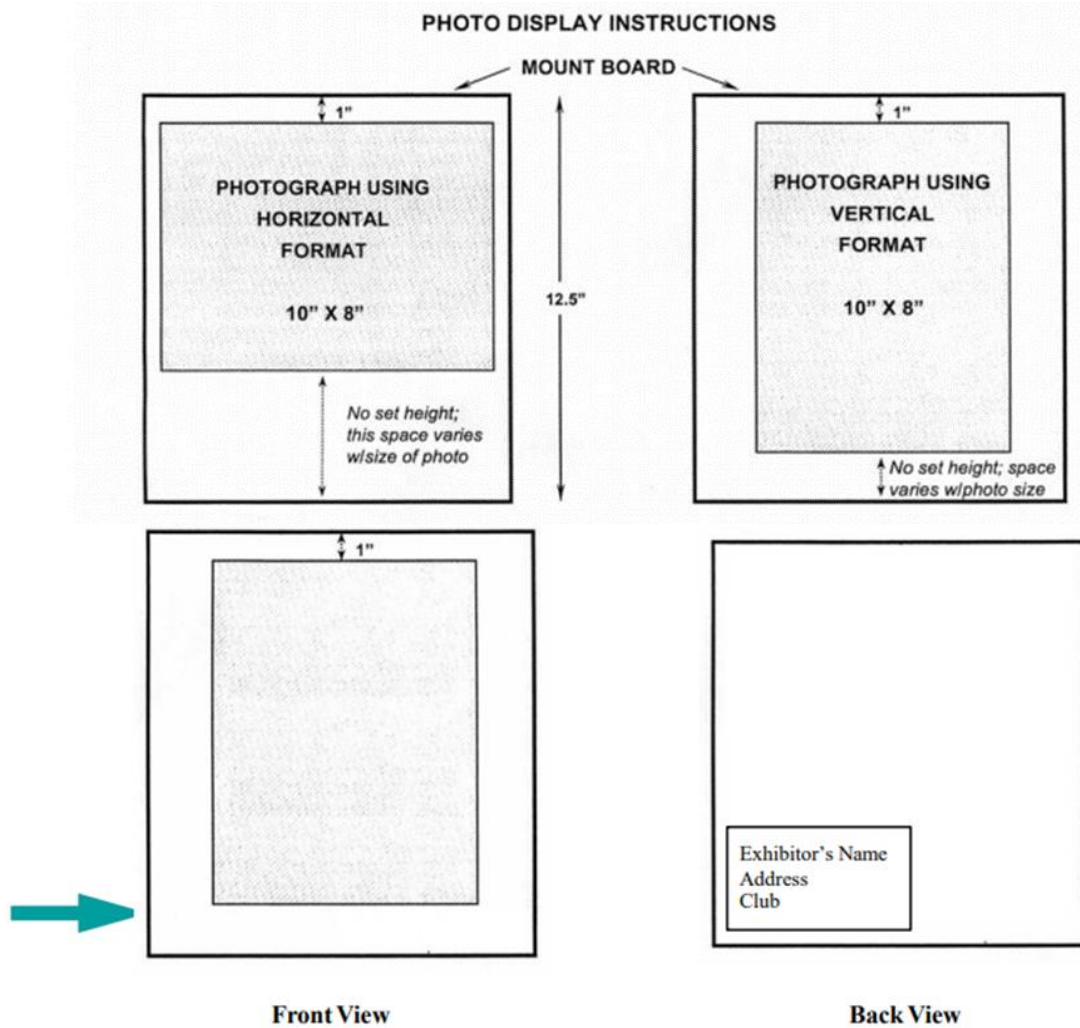 PHOTO DISPLAY INSTRUCTIONS
MOUNT BOARD
1"
PHOTOGRAPH USING
HORIZONTAL
FORMAT
10” X 8”
No set height;
this space varies
w/size of photo
12.5"
1"
PHOTOGRAPH USING
VERTICAL
FORMAT
10” X 8”
No set height; space
varies w/photo size
1"
Exhibitor’s Name
Address
Club
Front View
Back View